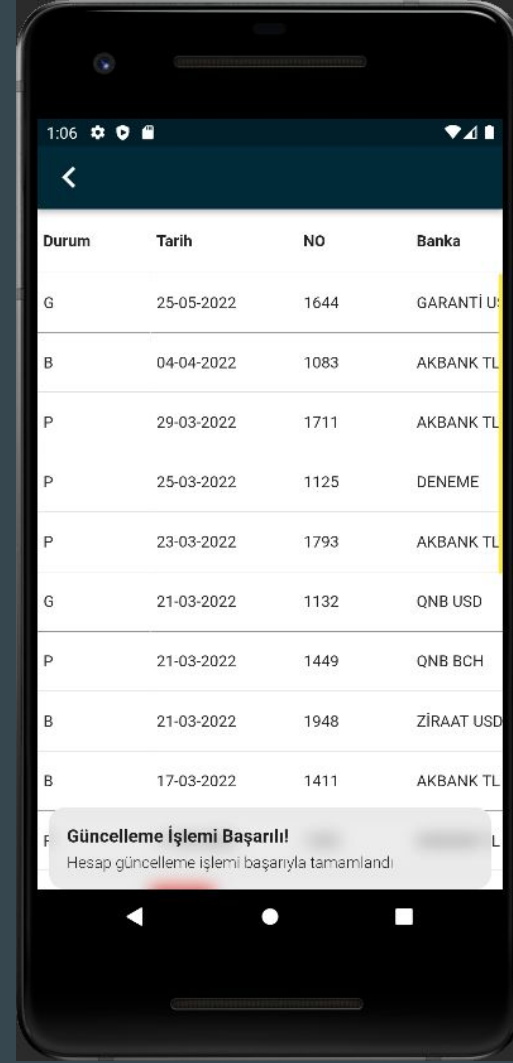 1:06
Durum Tarih NO Banka
G 25-05-2022 1644 GARANTİ
B 04-04-2022 1083 AKBANK TL
P 29-03-2022 1711 AKBANK TL
P 25-03-2022 1125 DENEME
P 23-03-2022 1793 AKBANK TL
G 21-03-2022 1132 QNB USD
P 21-03-2022 1449 QNB BCH
B 21-03-2022 1948 ZİRAAT USD
B 17-03-2022 1411 AKBANK TL
Güncelleme İşlemi Başarılı!
Hesap güncelleme işlemi başarıyla tamamlandı